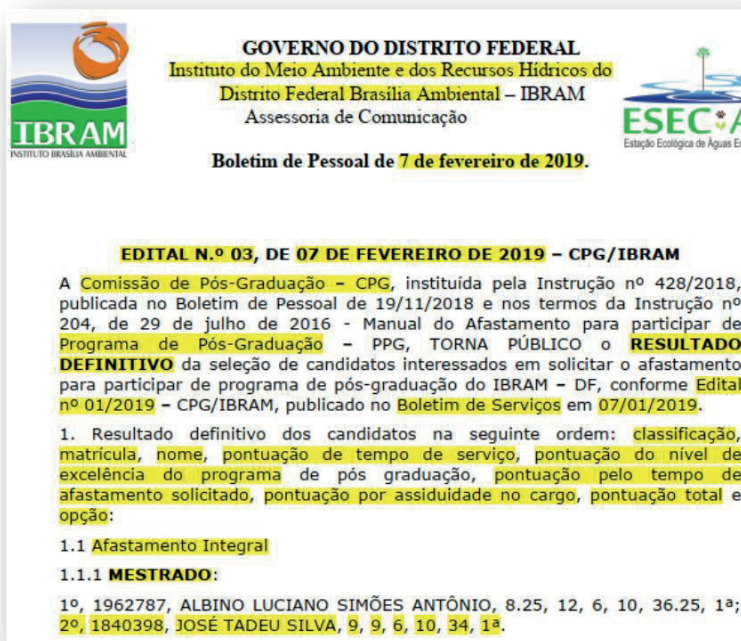 GOVERNO DO DISTRITO FEDERAL
Instituto do Meio Ambiente e dos Recursos Hídricos do
Distrito Federal Brasília Ambiental – IBRAM
Assessoria de Comunicação
IBRAM
INSTITUTO BRASÍLIA AMBIENTAL
ESEC
Estação Ecológica de Águas
Boletim de Pessoal de 7 de fevereiro de 2019.
EDITAL N.º 03, DE 07 DE FEVEREIRO DE 2019 – CPG/IBRAM
A Comissão de Pós-Graduação – CPG, instituída pela Instrução nº 428/2018,
publicada no Boletim de Pessoal de 19/11/2018 e nos termos da Instrução nº
204, de 29 de julho de 2016 - Manual do Afastamento para participar de
Programa de Pós-Graduação – PPG, TORNA PÚBLICO o RESULTADO
DEFINITIVO da seleção de candidatos interessados em solicitar o afastamento
para participar de programa de pós-graduação do IBRAM – DF, conforme Edital
nº 01/2019 – CPG/IBRAM, publicado no Boletim de Serviços em 07/01/2019.
1. Resultado definitivo dos candidatos na seguinte ordem: classificação,
matrícula, nome, pontuação de tempo de serviço, pontuação do nível de
excelência do programa de pós graduação, pontuação pelo tempo de
afastamento solicitado, pontuação por assiduidade no cargo, pontuação total e
opção:
1.1 Afastamento Integral
1.1.1 MESTRADO:
1º, 1962787, ALBINO LUCIANO SIMÕES ANTÔNIO, 8.25, 12, 6, 10, 36.25, 1ª;
2º, 1840398, JOSÉ TADEU SILVA, 9, 9, 6, 10, 34, 1ª.